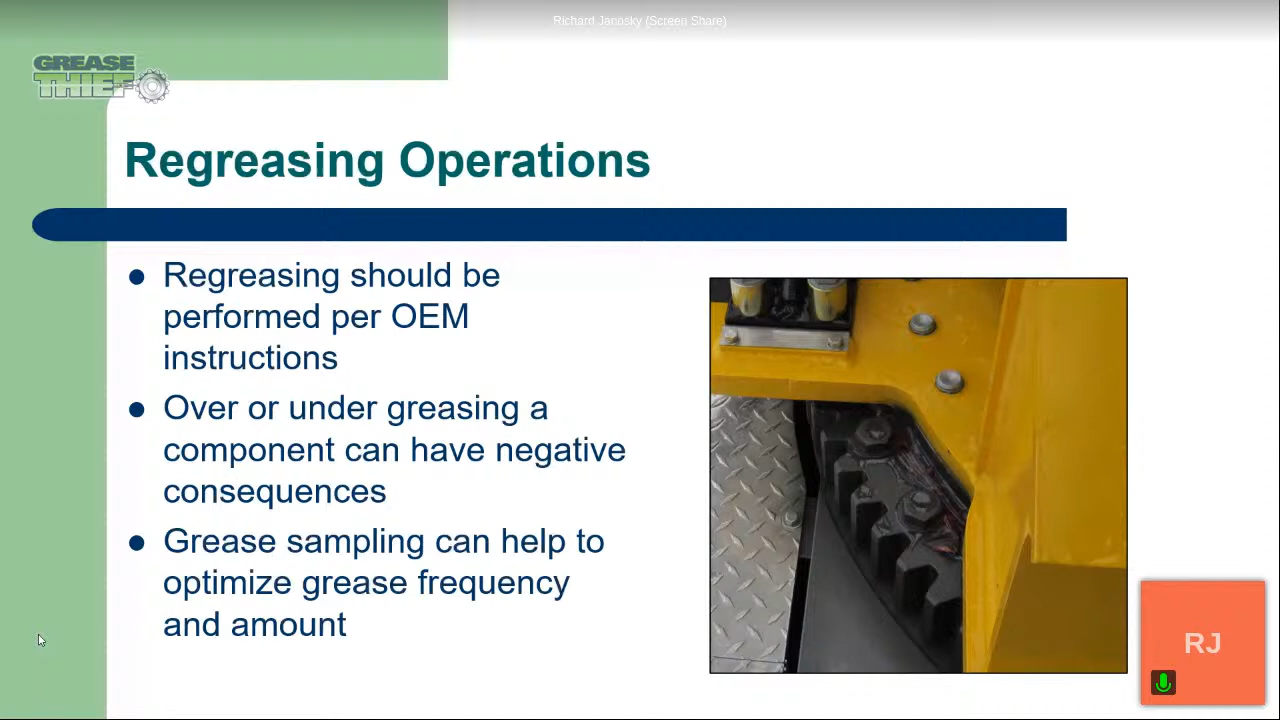 Richard Janosky (Screen Share)
GREASE
THIEF
Regreasing Operations
Regreasing should be
performed per OEM
instructions
Over or under greasing a
component can have negative
consequences
Grease sampling can help to
optimize grease frequency
and amount
RJ